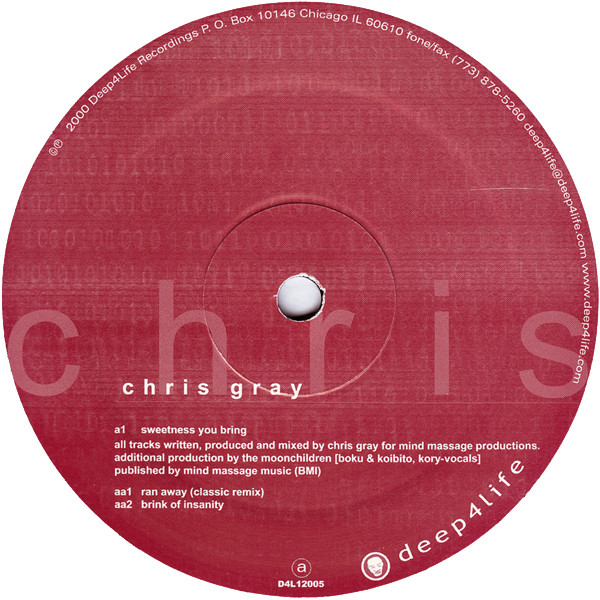 ©℗ 2000 Deep4Life Recordings P. O. Box 10146 Chicago IL 60610 fone/fax (773) 878-5260 deep4life@deep4life.com www.deep4life.com
chris
chris gray
a1 sweetness you bring
all tracks written, produced and mixed by chris gray for mind massage productions.
additional production by the moonchildren [boku & koibito, kory-vocals]
published by mind massage music (BMI)
aa1 ran away (classic remix)
aa2 brink of insanity
deep4life
a
D4L12005